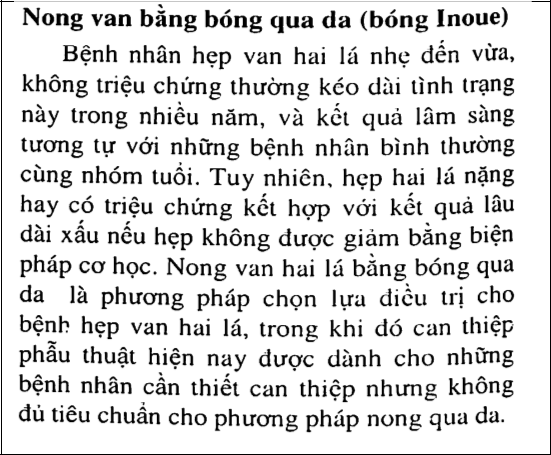 Nong van bằng bóng qua da (bóng Inoue)
Bệnh nhân hẹp van hai lá nhẹ đến vừa,
không triệu chứng thường kéo dài tình trạng
này trong nhiều năm, và kết quả lâm sàng
tương tự với những bệnh nhân bình thường
cùng nhóm tuổi. Tuy nhiên, hẹp hai lá nặng
hay có triệu chứng kết hợp với kết quả lâu
dài xấu nếu hẹp không được giảm bằng biện
pháp cơ học. Nong van hai lá bằng bóng qua
da là phương pháp chọn lựa điều trị cho
bệnh hẹp van hai lá, trong khi đó can thiệp
phẫu thuật hiện nay được dành cho những
bệnh nhân cần thiết can thiệp nhưng không
đủ tiêu chuẩn cho phương pháp nong qua da.